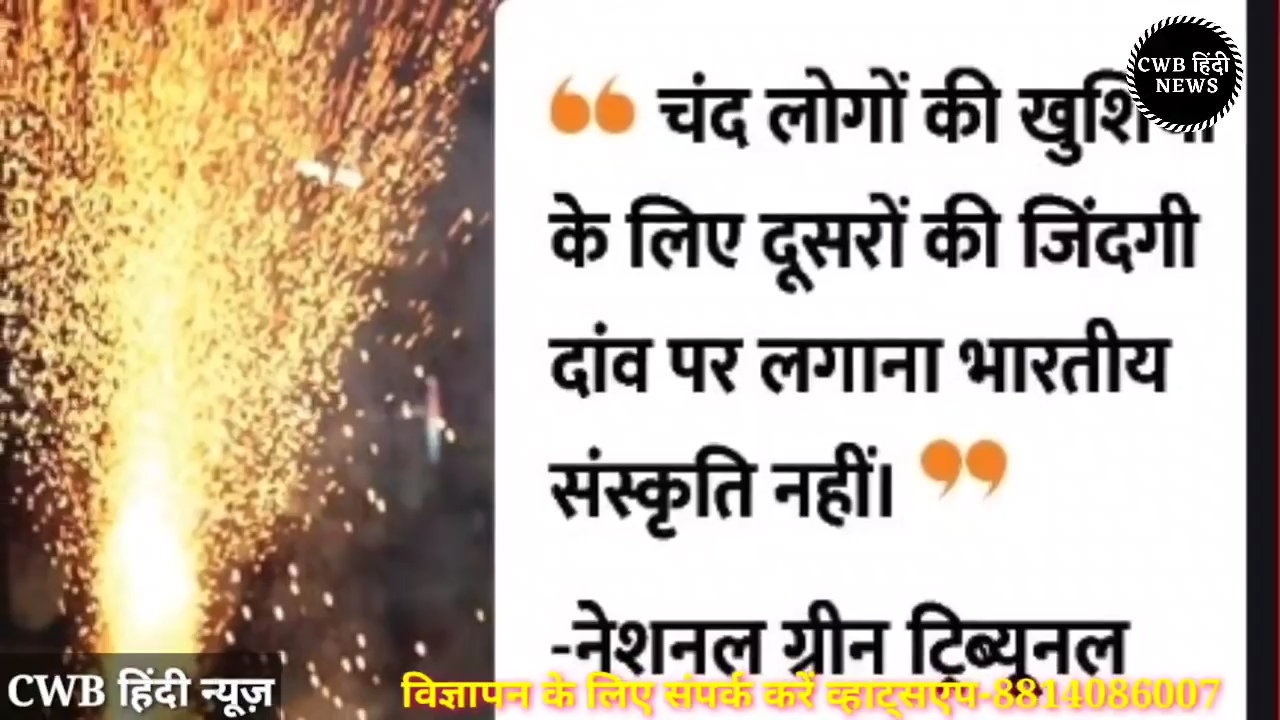 CWB हिंदी
NEWS
“ चंद लोगों की
के लिए दूसरों की जिंदगी
दांव पर लगाना भारतीय
संस्कृति नहीं। ”
-नेशनल ग्रीन ट्रिब्यूनल
CWB हिंदी न्यूज़
विज्ञापन के लिए संपर्क करें व्हाट्सएप-8814086007